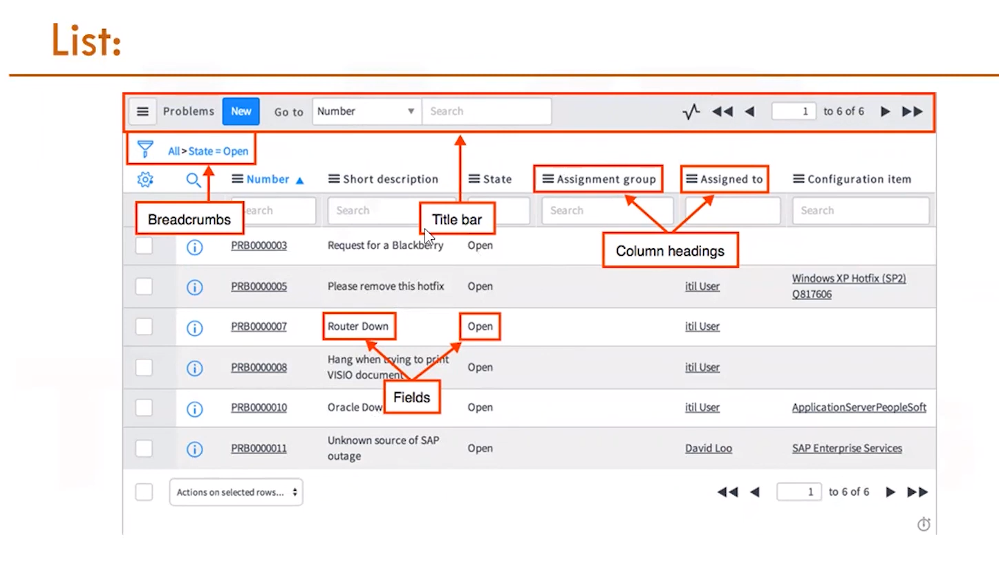 List:
Problems New Go to Number Search 1 to 6 of 6
All > State = Open
Number Short description State Assignment group Assigned to Configuration item
Search Search Search Search
Breadcrumbs Title bar
Column headings
PRB0000003 Request for a Blackberry Open
PRB0000005 Please remove this hotfix Open itil User Windows XP Hotfix (SP2)
Q817606
PRB0000007 Router Down Open itil User
PRB0000008 Hang when trying to print
VISIO document Open itil User
Fields
PRB0000010 Oracle Dow Open itil User ApplicationServerPeopleSoft
PRB0000011 Unknown source of SAP
outage Open David Loo SAP Enterprise Services
Actions on selected rows... 1 to 6 of 6